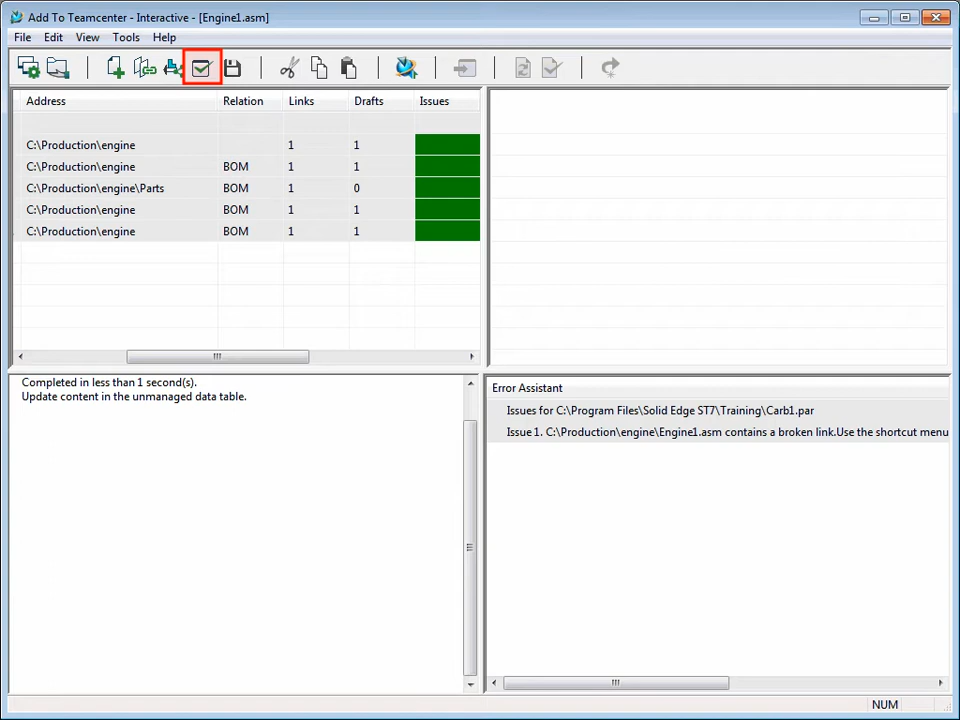 Add To Teamcenter - Interactive - [Engine1.asm]
File Edit View Tools Help
Address Relation Links Drafts Issues
C:\Production\engine 1 1
C:\Production\engine BOM 1 1
C:\Production\engine\Parts BOM 1 0
C:\Production\engine BOM 1 1
C:\Production\engine BOM 1 1
Completed in less than 1 second(s).
Update content in the unmanaged data table.
Error Assistant
Issues for C:\Program Files\Solid Edge ST7\Training\Carb1.par
Issue 1. C:\Production\engine\Engine1.asm contains a broken link.Use the shortcut menu
NUM